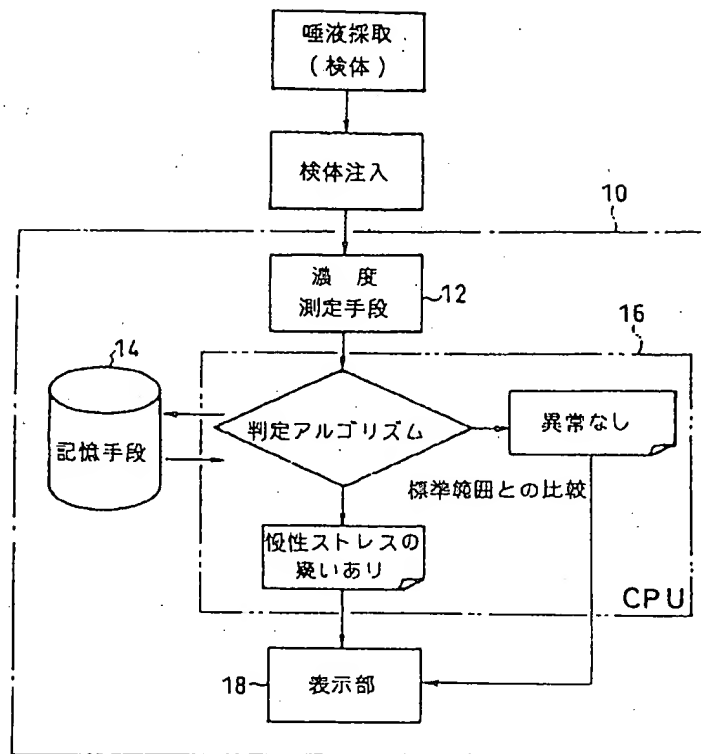 唾液採取
(検体)
検体注入
10
濃度
測定手段
12
16
14
記憶手段
判定アルゴリズム
異常なし
標準範囲との比較
慢性ストレスの
疑いあり
CPU
18
表示部